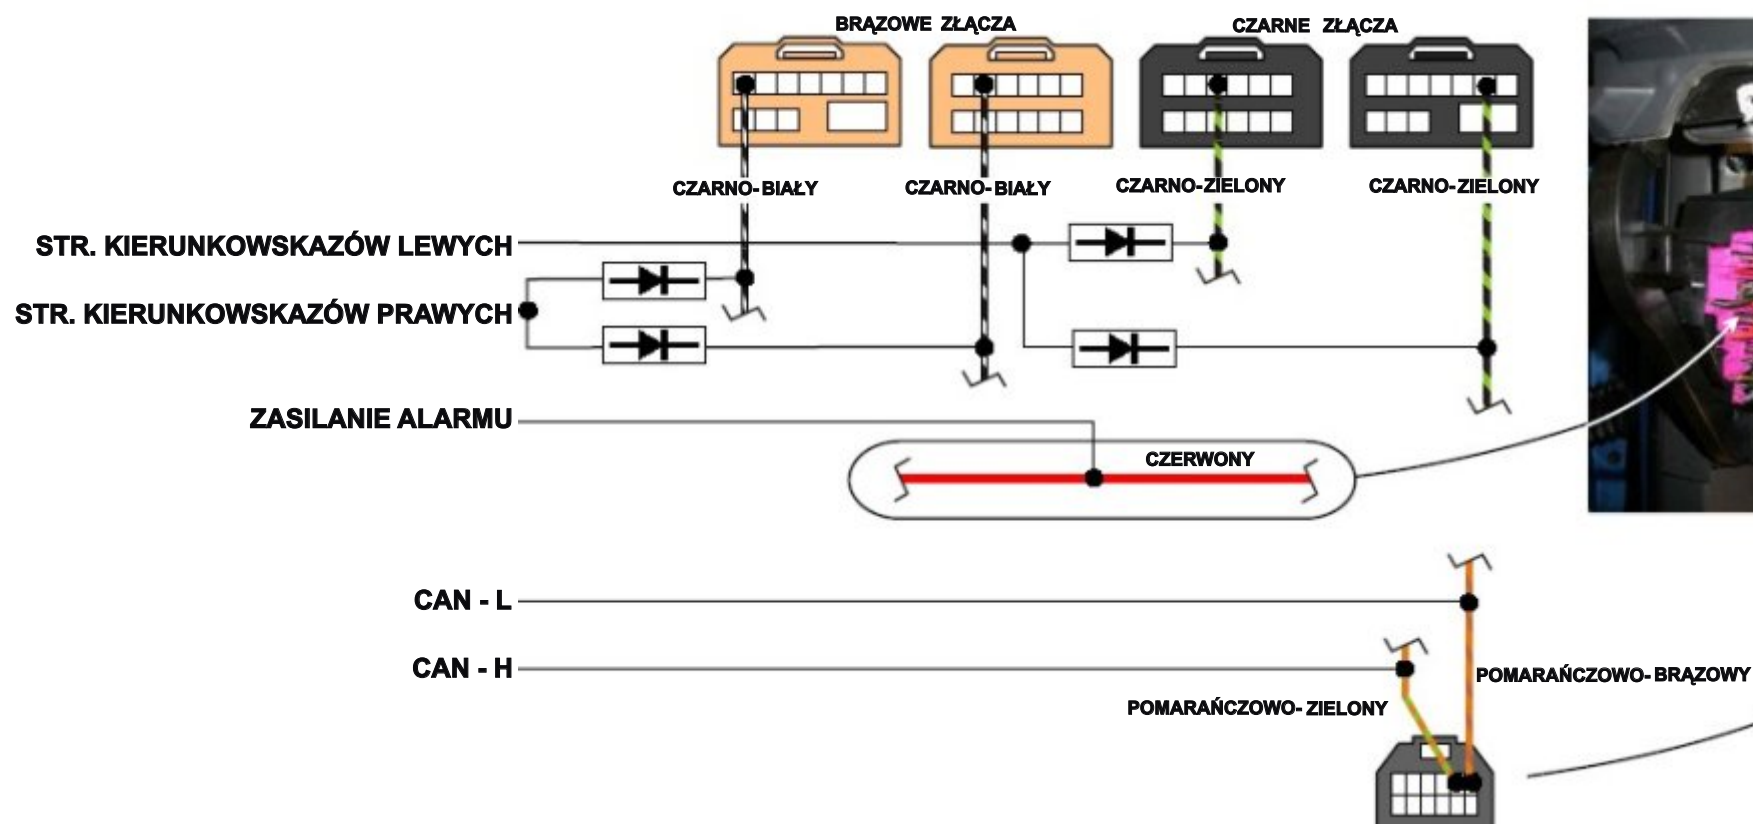 BRĄZOWE ZŁĄCZA
CZARNE ZŁĄCZA
CZARNO-BIAŁY
CZARNO-BIAŁY
CZARNO-ZIELONY
CZARNO-ZIELONY
STR. KIERUNKOWSKAZÓW LEWYCH
STR. KIERUNKOWSKAZÓW PRAWYCH
ZASILANIE ALARMU
CZERWONY
CAN - L
CAN - H
POMARAŃCZOWO-BRĄZOWY
POMARAŃCZOWO-ZIELONY